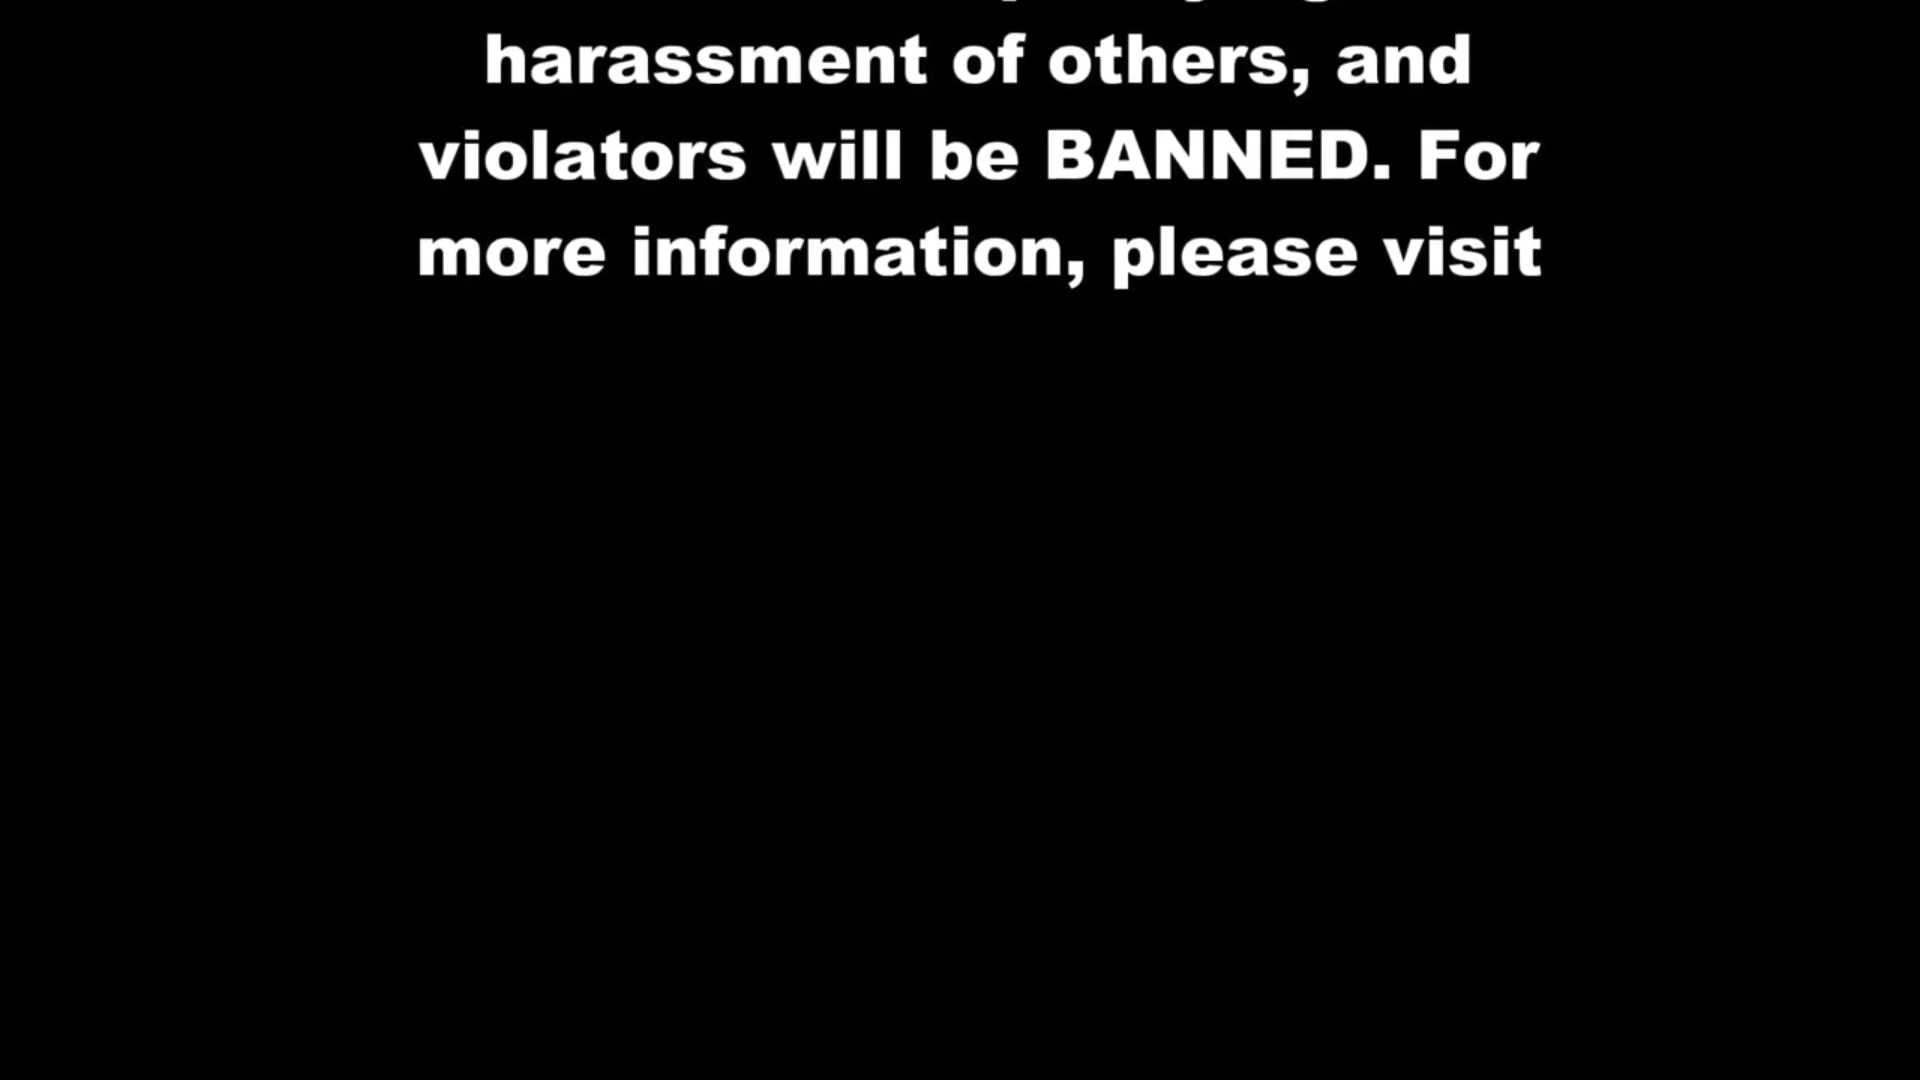 harassment of others, and
violators will be BANNED. For
more information, please visit